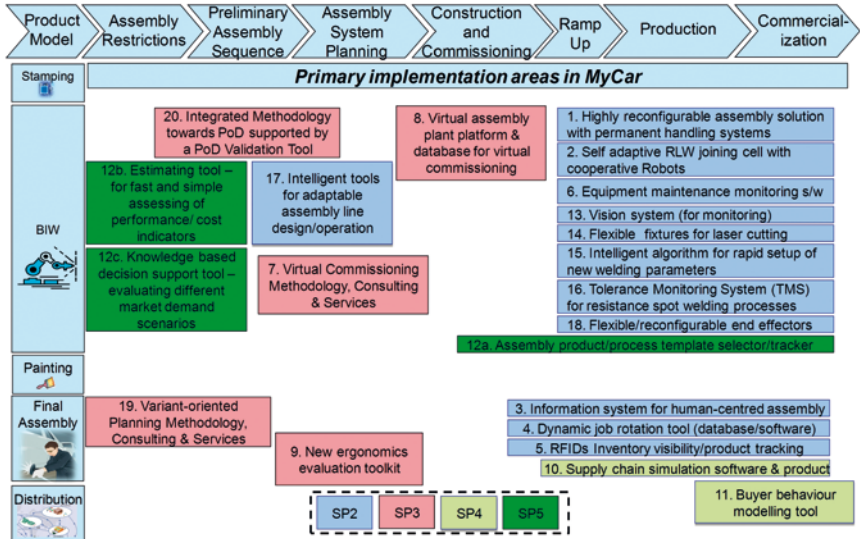 Product
Model
Assembly
Restrictions
Preliminary
Assembly
Sequence
Assembly
System
Planning
Construction
and
Commissioning
Ramp
Up
Production
Commercial-
ization
Stamping
Primary implementation areas in MyCar
BIW
20. Integrated Methodology
towards PoD supported by
a PoD Validation Tool
8. Virtual assembly
plant platform &
database for virtual
commissioning
1. Highly reconfigurable assembly solution
with permanent handling systems
2. Self adaptive RLW joining cell with
cooperative Robots
12b. Estimating tool –
for fast and simple
assessing of
performance/ cost
indicators
17. Intelligent tools
for adaptable
assembly line
design/operation
6. Equipment maintenance monitoring s/w
13. Vision system (for monitoring)
14. Flexible fixtures for laser cutting
15. Intelligent algorithm for rapid setup of
new welding parameters
12c. Knowledge based
decision support tool –
evaluating different
market demand
scenarios
7. Virtual Commissioning
Methodology, Consulting
& Services
16. Tolerance Monitoring System (TMS)
for resistance spot welding processes
18. Flexible/reconfigurable end effectors
12a. Assembly product/process template selector/tracker
Painting
Final
Assembly
19. Variant-oriented
Planning Methodology,
Consulting & Services
3. Information system for human-centred assembly
4. Dynamic job rotation tool (database/software)
5. RFIDs Inventory visibility/product tracking
9. New ergonomics
evaluation toolkit
10. Supply chain simulation software & product
Distribution
11. Buyer behaviour
modelling tool
SP2
SP3
SP4
SP5